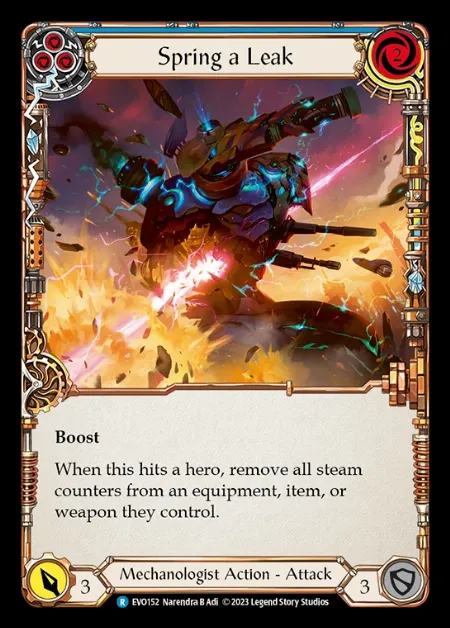 Spring a Leak
2
Boost
When this hits a hero, remove all steam
counters from an equipment, item, or
weapon they control.
3
Mechanologist Action - Attack
3
R EVO152 Narendra B Adi ©2023 Legend Story Studios